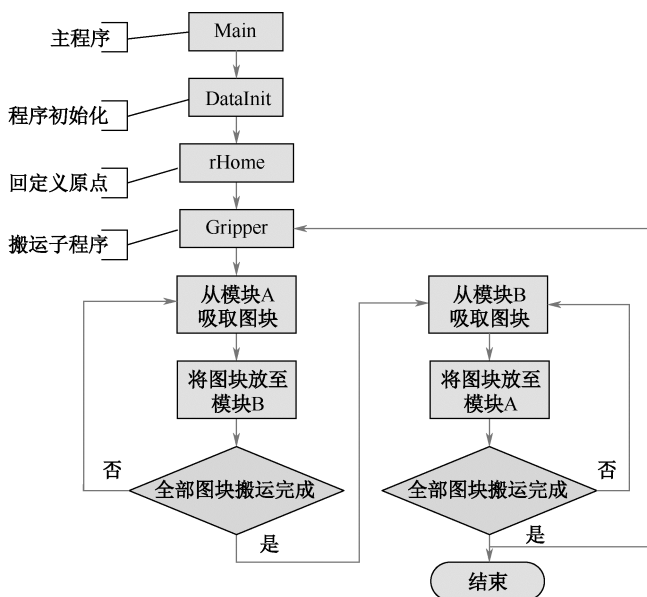 主程序
Main
程序初始化
DataInit
回定义原点
rHome
搬运子程序
Gripper
从模块A
吸取图块
将图块放至
模块B
否
全部图块搬运完成
是
从模块B
吸取图块
将图块放至
模块A
全部图块搬运完成
否
是
结束